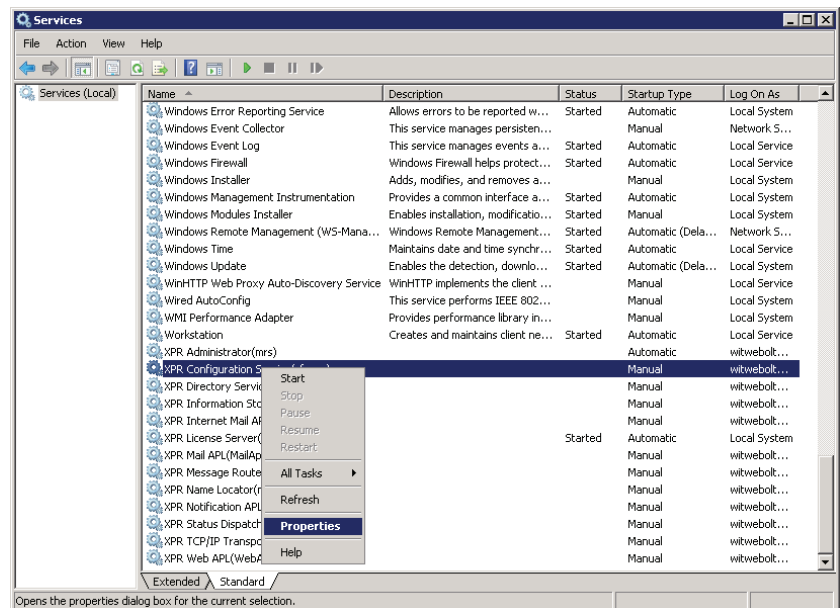 Services
File Action View Help
Services (Local)
Name Description Status Startup Type Log On As
Windows Error Reporting Service Allows errors to be reported w... Started Automatic Local System
Windows Event Collector This service manages persisten... Manual Network S...
Windows Event Log This service manages events a... Started Automatic Local Service
Windows Firewall Windows Firewall helps protect... Started Automatic Local Service
Windows Installer Adds, modifies, and removes a... Manual Local System
Windows Management Instrumentation Provides a common interface a... Started Automatic Local System
Windows Modules Installer Enables installation, modificatio... Started Manual Local System
Windows Remote Management (WS-Mana... Windows Remote Management... Started Automatic (Dela... Network S...
Windows Time Maintains date and time synchr... Started Automatic Local Service
Windows Update Enables the detection, downlo... Started Automatic (Dela... Local System
WinHTTP Web Proxy Auto-Discovery Service WinHTTP implements the client ... Manual Local Service
Wired AutoConfig This service performs IEEE 802... Manual Local System
WMI Performance Adapter Provides performance library in... Manual Local System
Workstation Creates and maintains client ne... Started Automatic Local Service
XPR Administrator(mrs) Automatic witwebolt...
XPR Configuration Manual witwebolt...
XPR Directory Manual witwebolt...
XPR Information Manual witwebolt...
XPR Internet Mail Manual witwebolt...
XPR License Server( Started Automatic Local System
XPR Mail APL(MailAp Manual witwebolt...
XPR Message Route Manual witwebolt...
XPR Name Locator( Manual witwebolt...
XPR Notification APL Manual witwebolt...
XPR Status Dispatch Manual witwebolt...
XPR TCP/IP Transpo Manual witwebolt...
XPR Web APL(WebA Manual witwebolt...
Start
Stop
Pause
Resume
Restart
All Tasks
Refresh
Properties
Help
Extended Standard
Opens the properties dialog box for the current selection.